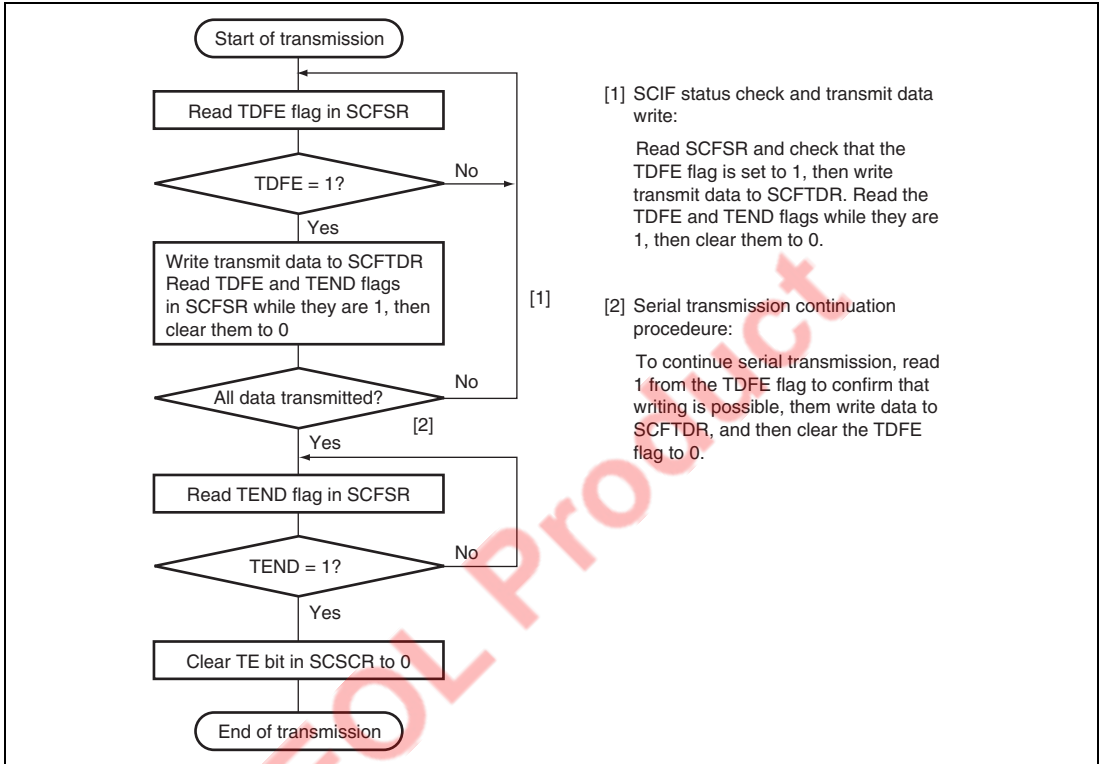 Start of transmission
Read TDFE flag in SCFSR
TDFE = 1?
No
Yes
Write transmit data to SCFTDR
Read TDFE and TEND flags
in SCFSR while they are 1, then
clear them to 0
[1]
All data transmitted?
No
[2]
Yes
Read TEND flag in SCFSR
TEND = 1?
No
Yes
Clear TE bit in SCSCR to 0
End of transmission
[1] SCIF status check and transmit data
write:
Read SCFSR and check that the
TDFE flag is set to 1, then write
transmit data to SCFTDR. Read the
TDFE and TEND flags while they are
1, then clear them to 0.
[2] Serial transmission continuation
procedeure:
To continue serial transmission, read
1 from the TDFE flag to confirm that
writing is possible, them write data to
SCFTDR, and then clear the TDFE
flag to 0.
EOL Product